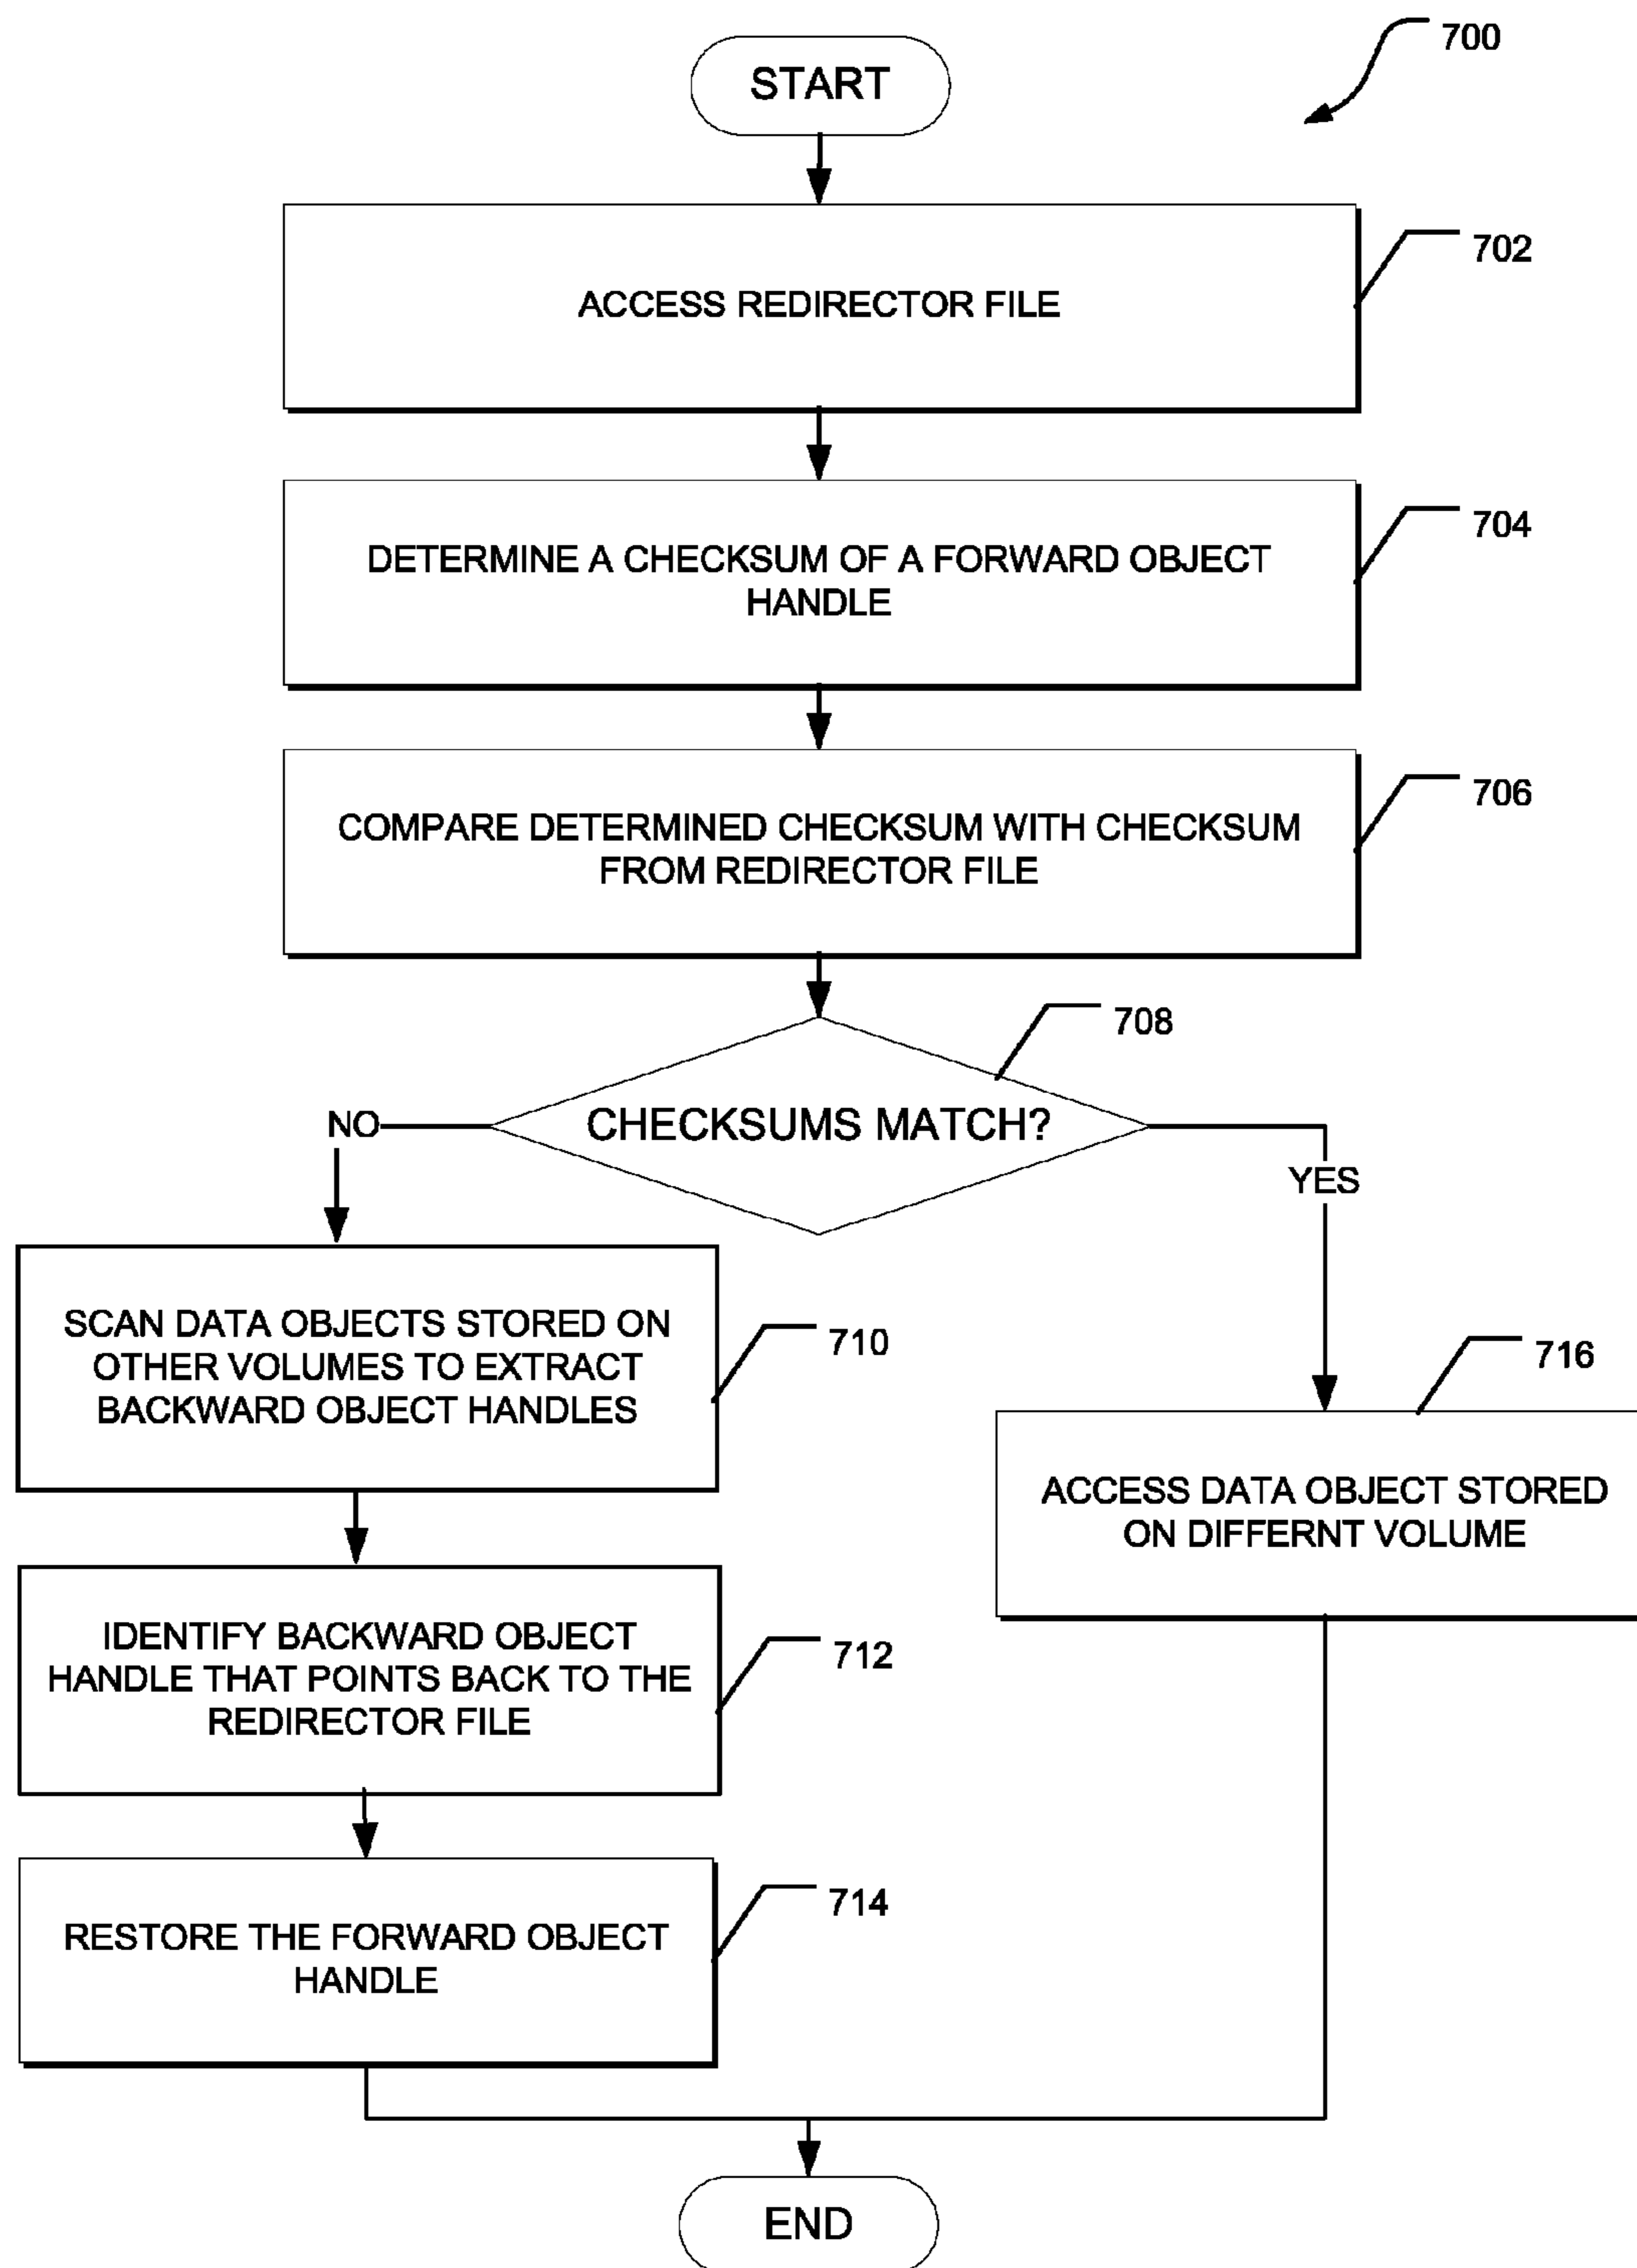 700
START
702
ACCESS REDIRECTOR FILE
704
DETERMINE A CHECKSUM OF A FORWARD OBJECT
HANDLE
706
COMPARE DETERMINED CHECKSUM WITH CHECKSUM
FROM REDIRECTOR FILE
708
CHECKSUMS MATCH?
NO
YES
710
SCAN DATA OBJECTS STORED ON
OTHER VOLUMES TO EXTRACT
BACKWARD OBJECT HANDLES
716
ACCESS DATA OBJECT STORED
ON DIFFERNT VOLUME
712
IDENTIFY BACKWARD OBJECT
HANDLE THAT POINTS BACK TO THE
REDIRECTOR FILE
714
RESTORE THE FORWARD OBJECT
HANDLE
END